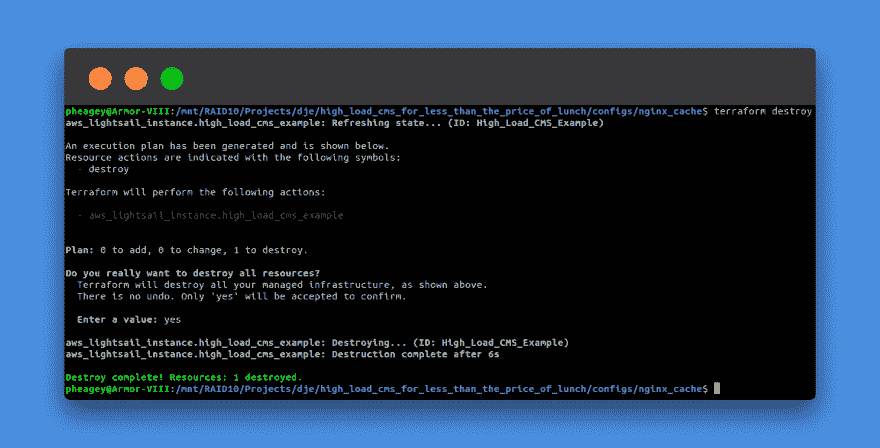 pheagey@Armor-VIII:/mnt/RAID10/Projects/dje/high_load_cms_for_less_than_the_price_of_lunch/configs/nginx_cache$ terraform destroy
aws_lightsail_instance.high_load_cms_example: Refreshing state... (ID: High_Load_CMS_Example)
An execution plan has been generated and is shown below.
Resource actions are indicated with the following symbols:
- destroy
Terraform will perform the following actions:
- aws_lightsail_instance.high_load_cms_example
Plan: 0 to add, 0 to change, 1 to destroy.
Do you really want to destroy all resources?
Terraform will destroy all your managed infrastructure, as shown above.
There is no undo. Only 'yes' will be accepted to confirm.
Enter a value: yes
aws_lightsail_instance.high_load_cms_example: Destroying... (ID: High_Load_CMS_Example)
aws_lightsail_instance.high_load_cms_example: Destruction complete after 6s
Destroy complete! Resources: 1 destroyed.
pheagey@Armor-VIII:/mnt/RAID10/Projects/dje/high_load_cms_for_less_than_the_price_of_lunch/configs/nginx_cache$